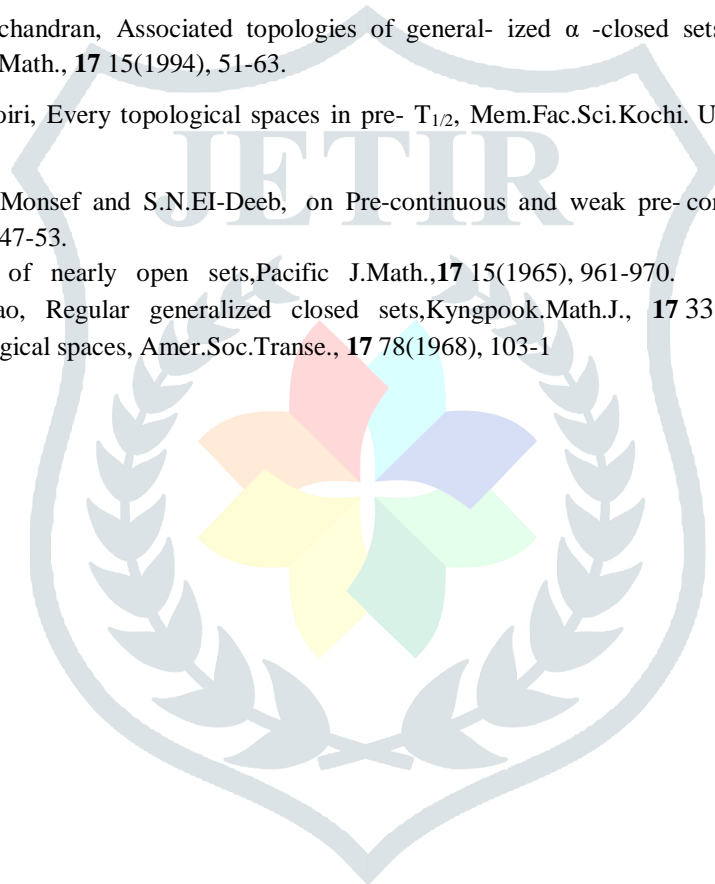 chandran, Associated topologies of general- ized α -closed sets
Math., 17 15(1994), 51-63.
oiri, Every topological spaces in pre- T1/2, Mem.Fac.Sci.Kochi. U
JETIR
Monsef and S.N.EI-Deeb, on Pre-continuous and weak pre- con
47-53.
of nearly open sets,Pacific J.Math.,17 15(1965), 961-970.
ao, Regular generalized closed sets,Kyngpook.Math.J., 17 33
gical spaces, Amer.Soc.Transe., 17 78(1968), 103-1